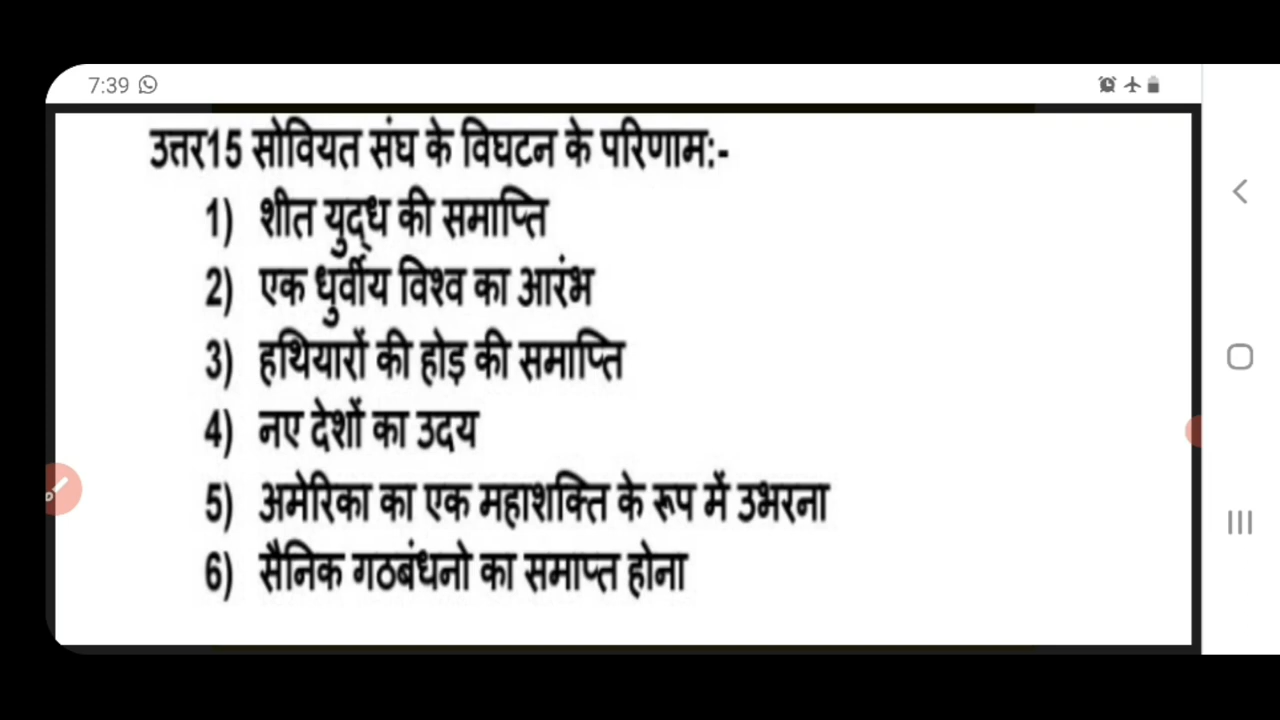 7:39
उत्तर15 सोवियत संघ के विघटन के परिणाम:-
1) शीत युद्ध की समाप्ति
2) एक धुर्वीय विश्व का आरंभ
3) हथियारों की होड़ की समाप्ति
4) नए देशों का उदय
5) अमेरिका का एक महाशक्ति के रूप में उभरना
6) सैनिक गठबंधनो का समाप्त होना